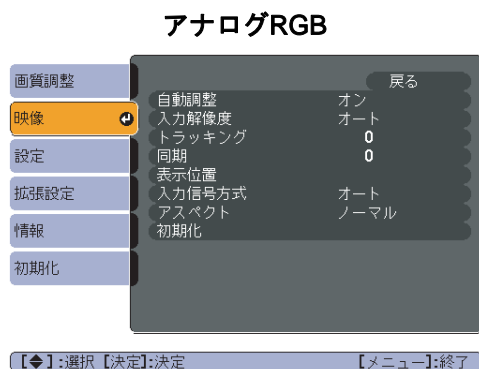 アナログRGB
画質調整
映像
設定
拡張設定
情報
初期化
戻る
自動調整 オン
入力解像度 オート
トラッキング 0
同期 0
表示位置
入力信号方式 オート
アスペクト ノーマル
初期化
【◆】:選択 【決定】:決定 【メニュー】:終了